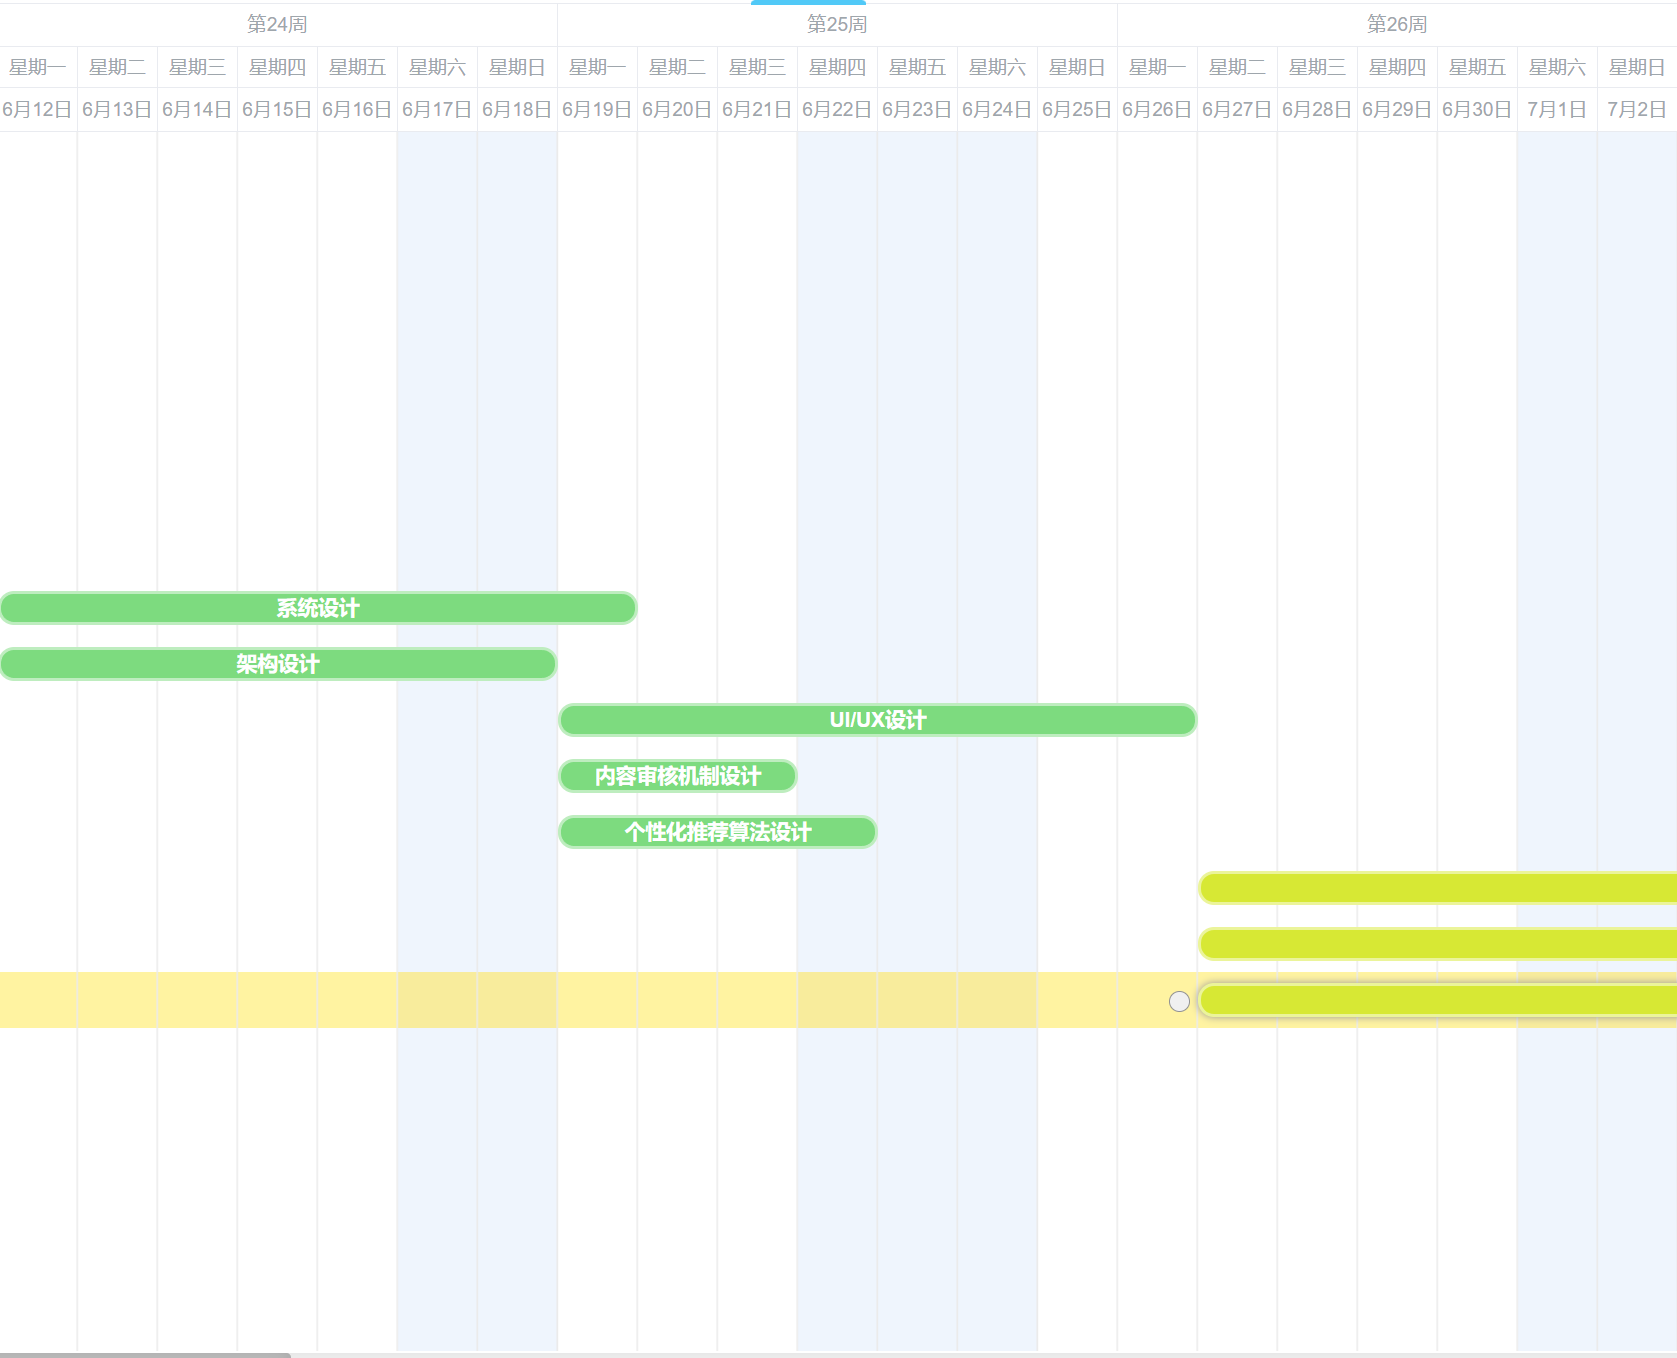 第24周 第25周 第26周
星期一 星期二 星期三 星期四 星期五 星期六 星期日 星期一 星期二 星期三 星期四 星期五 星期六 星期日 星期一 星期二 星期三 星期四 星期五 星期六 星期日
6月12日 6月13日 6月14日 6月15日 6月16日 6月17日 6月18日 6月19日 6月20日 6月21日 6月22日 6月23日 6月24日 6月25日 6月26日 6月27日 6月28日 6月29日 6月30日 7月1日 7月2日
系统设计
架构设计
UI/UX设计
内容审核机制设计
个性化推荐算法设计